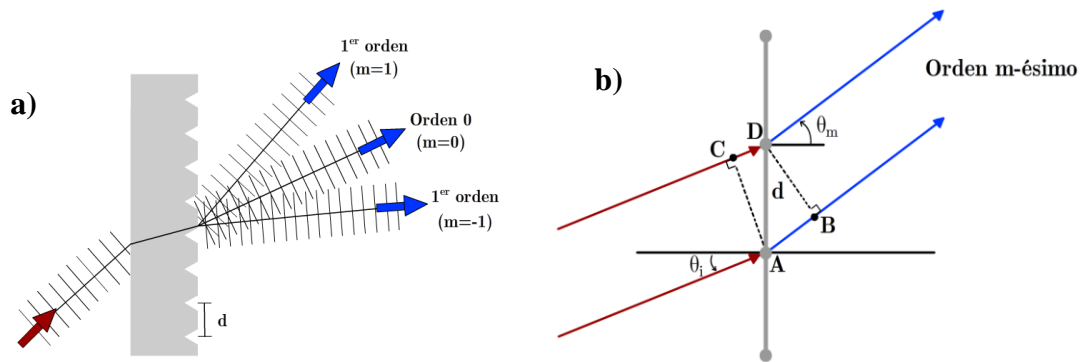 a)
1er orden
(m=1)
Orden 0
(m=0)
1er orden
(m=-1)
d
b)
Orden m-ésimo
D
θm
C
d
B
θi
A